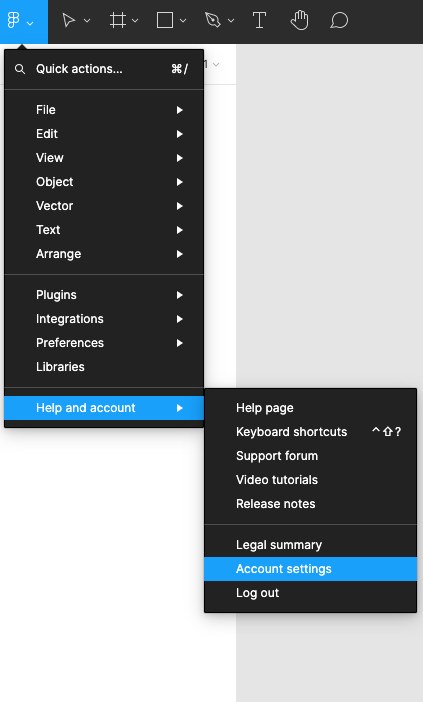 Quick actions... ⌘/
1
File
Edit
View
Object
Vector
Text
Arrange
Plugins
Integrations
Preferences
Libraries
Help and account
Help page
Keyboard shortcuts ⌃⇧?
Support forum
Video tutorials
Release notes
Legal summary
Account settings
Log out